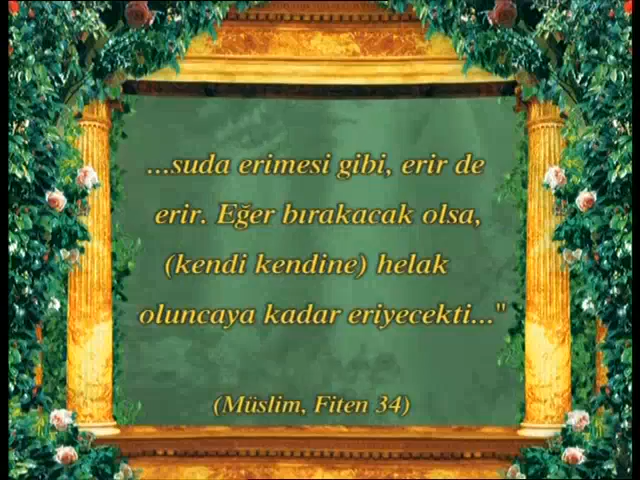 ...suda erimesi gibi, erir de
erir. Eğer bırakacak olsa,
(kendi kendine) helak
oluncaya kadar eriyecekti..."
(Müslim, Fiten 34)